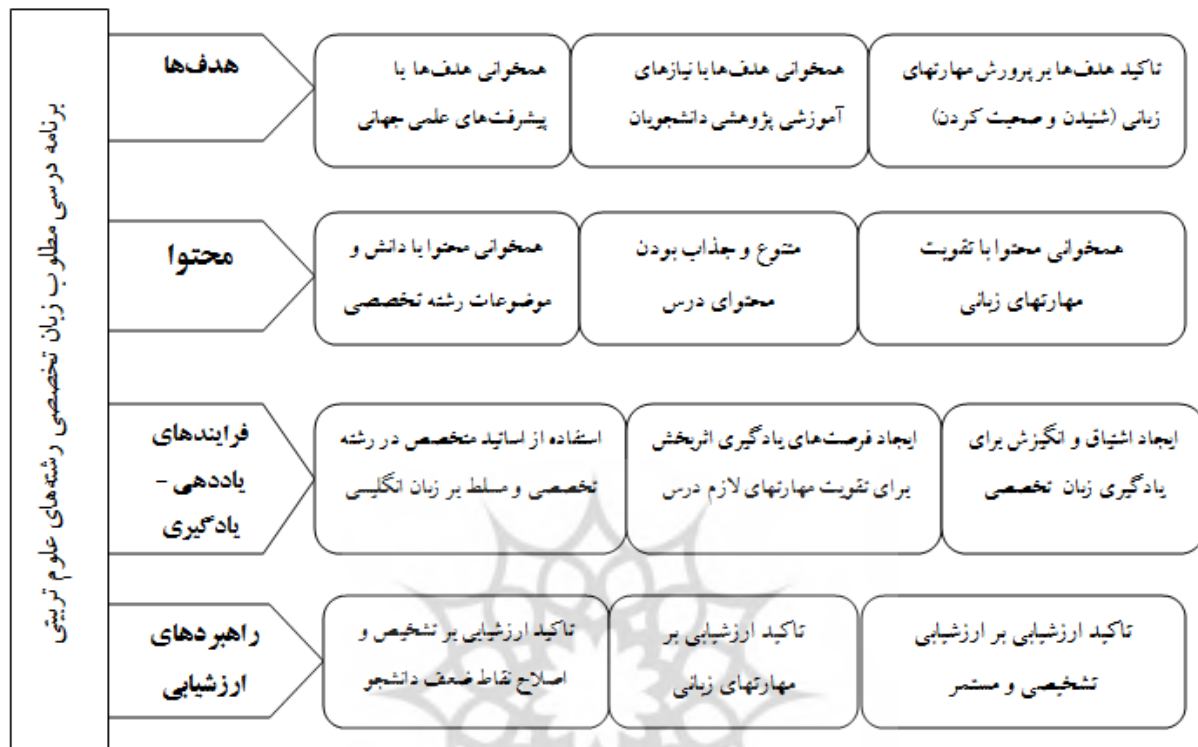 برنامه درسی مطلوب زبان تخصصی رشته‌های علوم تربیتی
هدف‌ها
تاکید هدف‌ها بر پرورش مهارتهای
زبانی (شنیدن و صحبت کردن)
همخوانی هدف‌ها با نیازهای
آموزشی پژوهشی دانشجویان
همخوانی هدف‌ها با
پیشرفت‌های علمی جهانی
محتوا
همخوانی محتوا با تقویت
مهارتهای زبانی
متنوع و جذاب بودن
محتوای درس
همخوانی محتوا با دانش و
موضوعات رشته تخصصی
فرایندهای
یاددهی –
یادگیری
ایجاد اشتیاق و انگیزش برای
یادگیری زبان تخصصی
ایجاد فرصت‌های یادگیری اثربخش
برای تقویت مهارتهای لازم درس
استفاده از اساتید متخصص در رشته
تخصصی و مسلط بر زبان انگلیسی
راهبردهای
ارزشیابی
تاکید ارزشیابی بر ارزشیابی
تشخیصی و مستمر
تاکید ارزشیابی بر
مهارتهای زبانی
تاکید ارزشیابی بر تشخیص و
اصلاح نقاط ضعف دانشجو